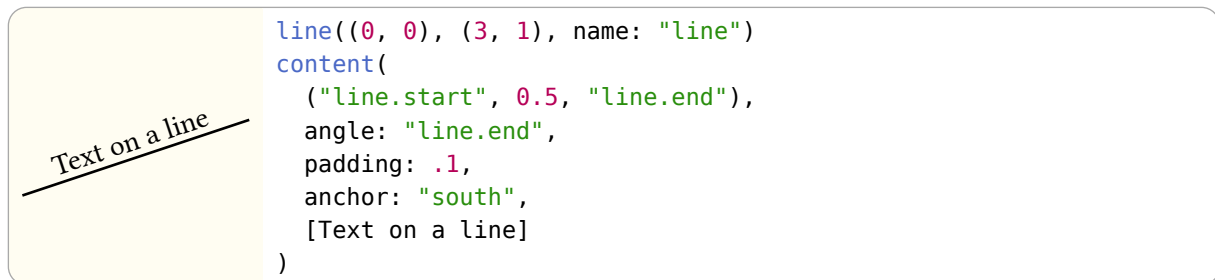 Text on a line
line((0, 0), (3, 1), name: "line")
content(
  ("line.start", 0.5, "line.end"),
  angle: "line.end",
  padding: .1,
  anchor: "south",
  [Text on a line]
)